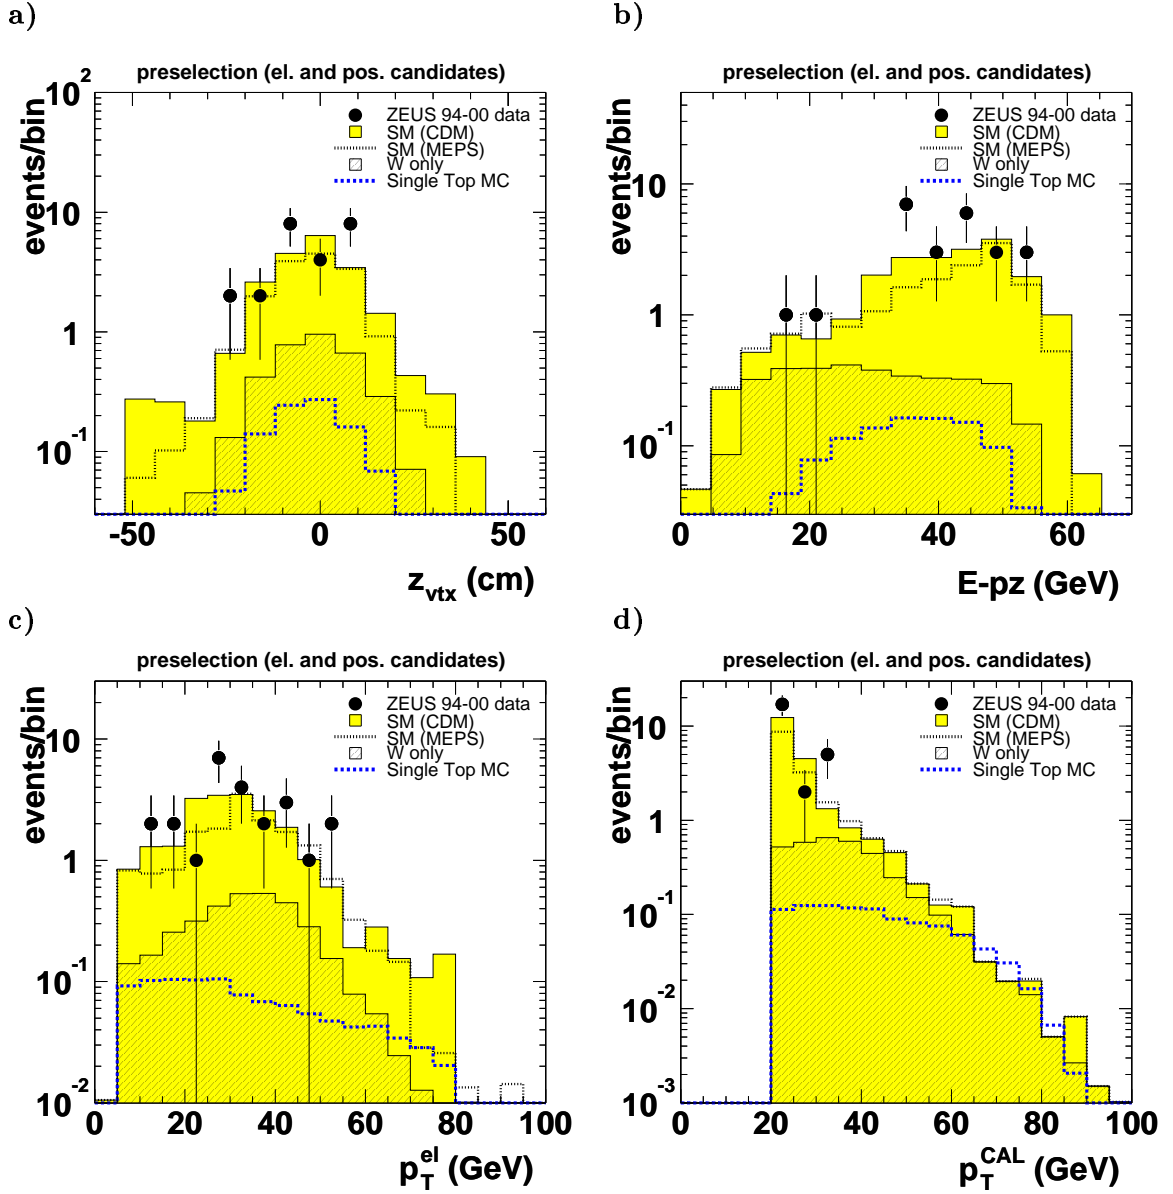 a)
preselection (el. and pos. candidates)
events/bin
10^2
10
1
10^-1
ZEUS 94-00 data
SM (CDM)
SM (MEPS)
W only
Single Top MC
-50 0 50
z_vtx (cm)
b)
preselection (el. and pos. candidates)
events/bin
10
1
10^-1
ZEUS 94-00 data
SM (CDM)
SM (MEPS)
W only
Single Top MC
0 20 40 60
E-pz (GeV)
c)
preselection (el. and pos. candidates)
events/bin
10
1
10^-1
10^-2
ZEUS 94-00 data
SM (CDM)
SM (MEPS)
W only
Single Top MC
0 20 40 60 80 100
p_T^el (GeV)
d)
preselection (el. and pos. candidates)
events/bin
10
1
10^-1
10^-2
10^-3
ZEUS 94-00 data
SM (CDM)
SM (MEPS)
W only
Single Top MC
0 20 40 60 80 100
p_T^CAL (GeV)